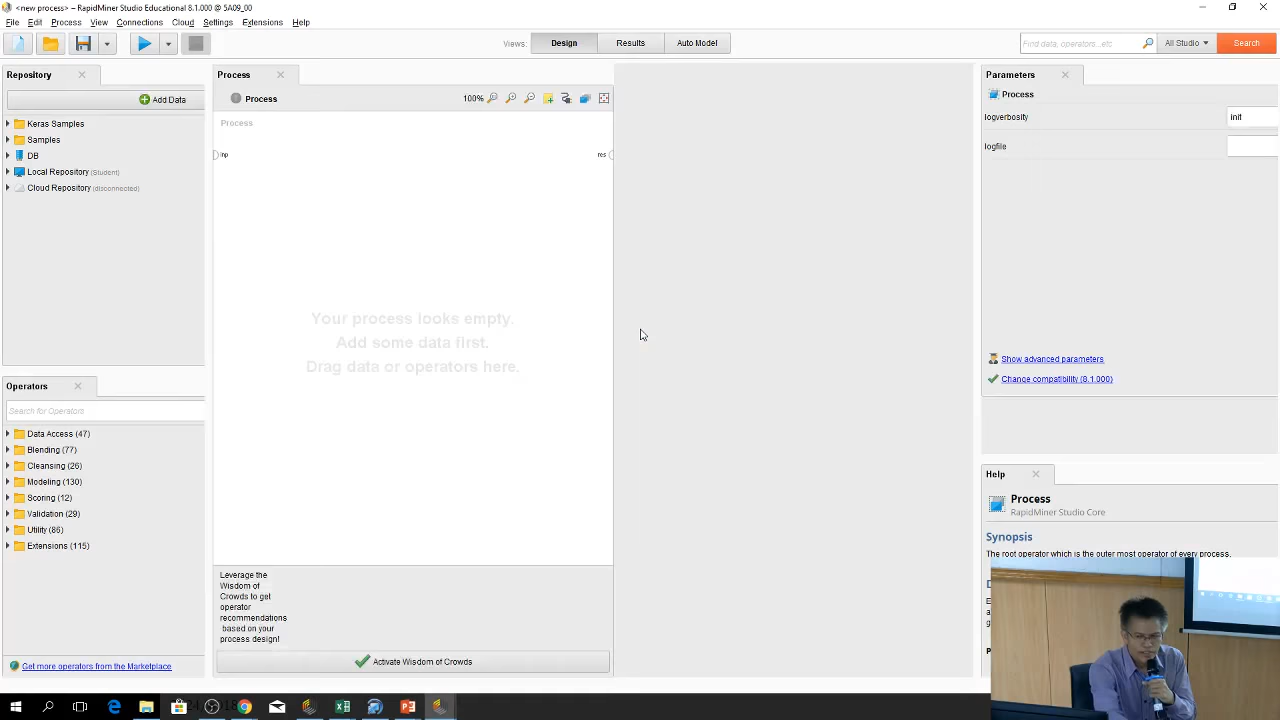 <new process> – RapidMiner Studio Educational 8.1.000 @ 5A09_00
File Edit Process View Connections Cloud Settings Extensions Help
Views: Design Results Auto Model
Find data, operators...etc
All Studio
Search
Repository
Add Data
Keras Samples
Samples
DB
Local Repository (Student)
Cloud Repository (disconnected)
Operators
Search for Operators
Data Access (47)
Blending (77)
Cleansing (26)
Modeling (130)
Scoring (12)
Validation (29)
Utility (86)
Extensions (115)
Get more operators from the Marketplace
Process
Process
100%
Process
inp
res
Your process looks empty.
Add some data first.
Drag data or operators here.
Leverage the
Wisdom of
Crowds to get
operator
recommendations
based on your
process design!
Activate Wisdom of Crowds
Parameters
Process
logverbosity
init
logfile
Show advanced parameters
Change compatibility (8.1.000)
Help
Process
RapidMiner Studio Core
Synopsis
The root operator which is the outer most operator of every process.